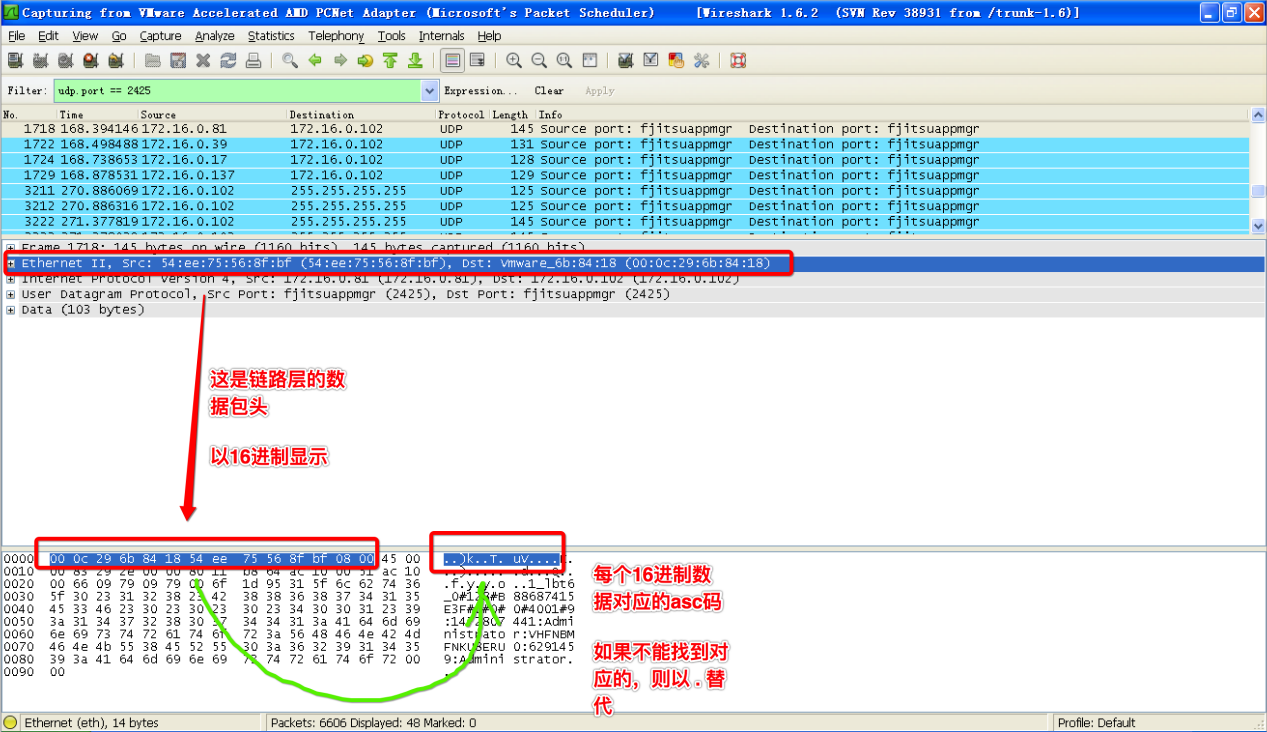 Capturing from VMware Accelerated AMD PCNet Adapter (Microsoft's Packet Scheduler) [Wireshark 1.6.2 (SVN Rev 38931 from /trunk-1.6)]
File Edit View Go Capture Analyze Statistics Telephony Tools Internals Help
Filter: udp.port == 2425 Expression... Clear Apply
No. Time Source Destination Protocol Length Info
1718 168.394146 172.16.0.81 172.16.0.102 UDP 145 Source port: fjitsuappmgr Destination port: fjitsuappmgr
1722 168.498488 172.16.0.39 172.16.0.102 UDP 131 Source port: fjitsuappmgr Destination port: fjitsuappmgr
1724 168.738653 172.16.0.17 172.16.0.102 UDP 128 Source port: fjitsuappmgr Destination port: fjitsuappmgr
1729 168.878531 172.16.0.137 172.16.0.102 UDP 129 Source port: fjitsuappmgr Destination port: fjitsuappmgr
3211 270.886069 172.16.0.102 255.255.255.255 UDP 125 Source port: fjitsuappmgr Destination port: fjitsuappmgr
3212 270.886316 172.16.0.102 255.255.255.255 UDP 125 Source port: fjitsuappmgr Destination port: fjitsuappmgr
3222 271.377819 172.16.0.102 255.255.255.255 UDP 145 Source port: fjitsuappmgr Destination port: fjitsuappmgr
Frame 1718: 145 bytes on wire (1160 bits), 145 bytes captured (1160 bits)
Ethernet II, Src: 54:ee:75:56:8f:bf (54:ee:75:56:8f:bf), Dst: Vmware_6b:84:18 (00:0c:29:6b:84:18)
Internet Protocol Version 4, Src: 172.16.0.81 (172.16.0.81), Dst: 172.16.0.102 (172.16.0.102)
User Datagram Protocol, Src Port: fjitsuappmgr (2425), Dst Port: fjitsuappmgr (2425)
Data (103 bytes)
这是链路层的数
据包头
以16进制显示
0000 00 0c 29 6b 84 18 54 ee 75 56 8f bf 08 00 45 00 ..)k..T. uV....E.
0010 00 83 29 2e 00 00 80 11 b8 64 ac 10 00 51 ac 10
0020 00 66 09 79 09 79 00 6f 1d 95 31 5f 6c 62 74 36 .f.y.y.o ..1_lbt6
0030 5f 30 23 31 32 38 23 42 38 38 36 38 37 34 31 35 _0#128#B 88687415
0040 45 33 46 23 30 23 30 23 30 23 34 30 30 31 23 39 E3F#0#0# 0#4001#9
0050 3a 31 34 37 32 38 30 37 34 34 31 3a 41 64 6d 69 :1472807 441:Admi
0060 6e 69 73 74 72 61 74 6f 72 3a 56 48 46 4e 42 4d nistrato r:VHFNBM
0070 46 4e 4b 55 38 45 52 55 30 3a 36 32 39 31 34 35 FNKU8ERU 0:629145
0080 39 3a 41 64 6d 69 6e 69 73 74 72 61 74 6f 72 00 9:Admini strator.
0090 00 .
每个16进制数
据对应的asc码
如果不能找到对
应的，则以 . 替
代
Ethernet (eth), 14 bytes Packets: 6606 Displayed: 48 Marked: 0 Profile: Default